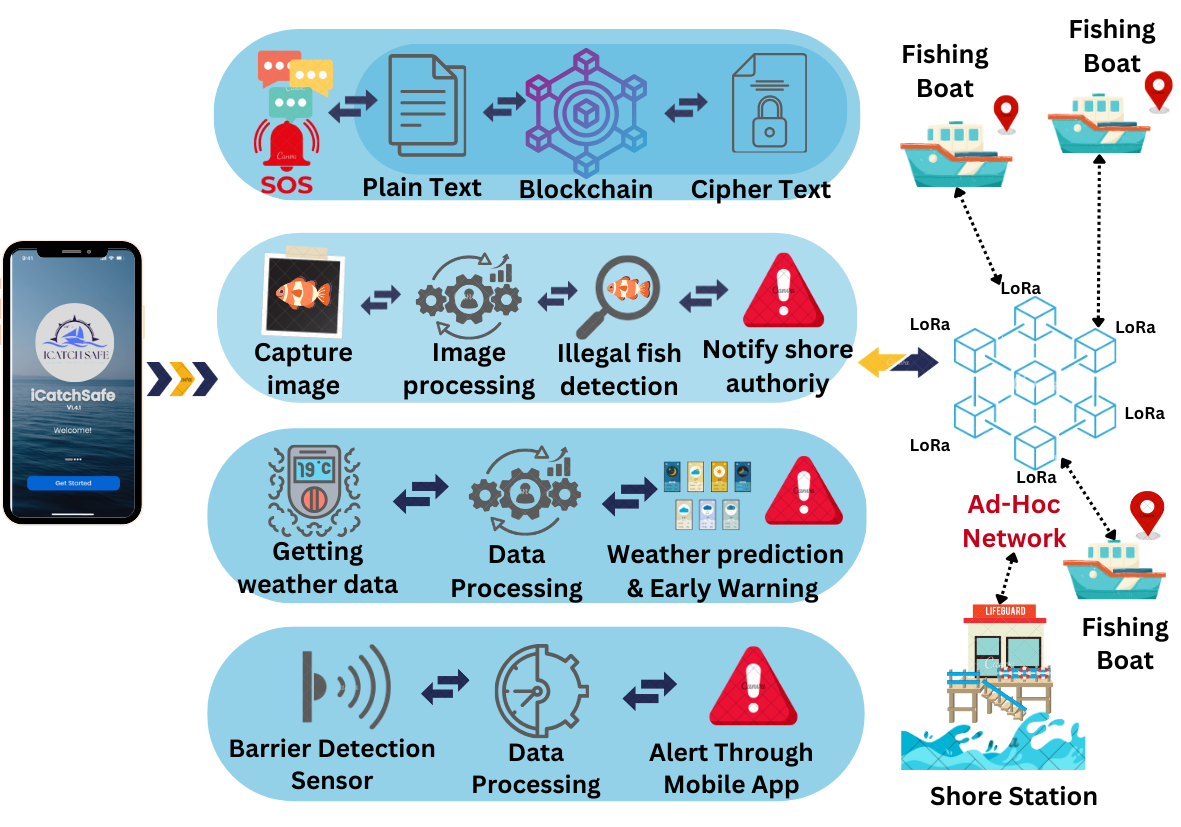 SOS
Plain Text
Blockchain
Cipher Text
9:41
ICATCH SAFE
iCatchSafe
V1.4.1
Welcome!
Get Started
Capture
image
Image
processing
Illegal fish
detection
Notify shore
authoriy
19°C
Getting
weather data
Data
Processing
Weather prediction
& Early Warning
Barrier Detection
Sensor
Data
Processing
Alert Through
Mobile App
Fishing
Boat
Fishing
Boat
LoRa
LoRa
LoRa
LoRa
LoRa
LoRa
Ad-Hoc
Network
LIFEGUARD
Fishing
Boat
Shore Station